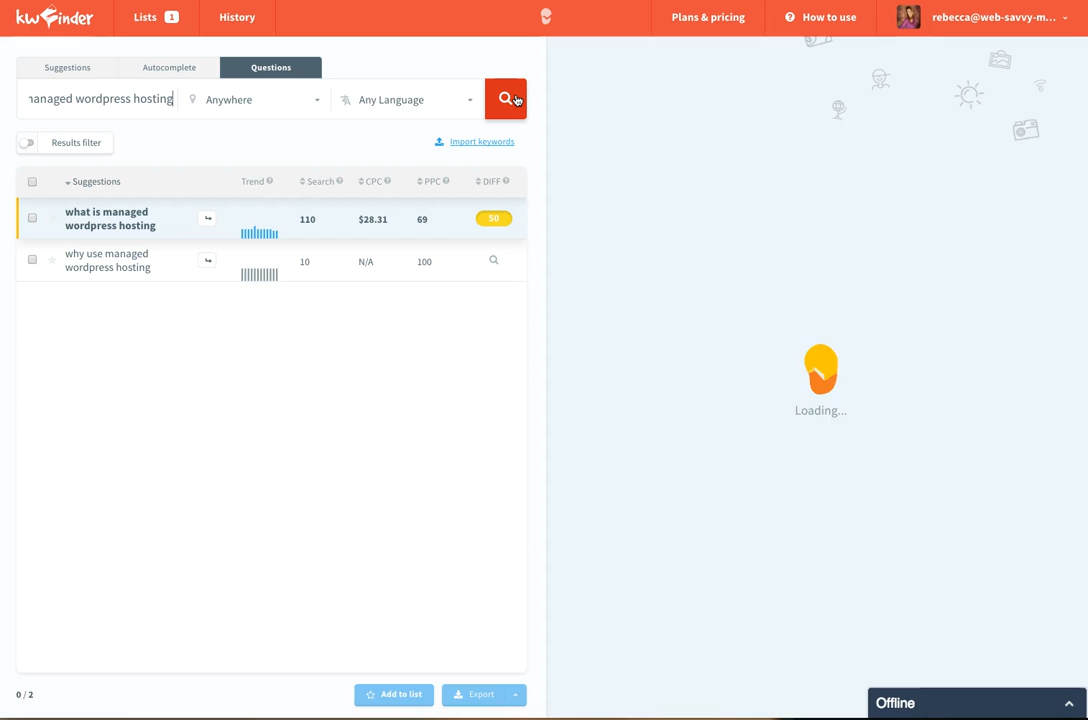 kwfinder
Lists 1
History
Plans & pricing
? How to use
rebecca@web-savvy-m...
Suggestions
Autocomplete
Questions
managed wordpress hosting
Anywhere
Any Language
Results filter
Import keywords
Suggestions
Trend ?
Search ?
CPC ?
PPC ?
DIFF ?
what is managed
wordpress hosting
110
$28.31
69
50
why use managed
wordpress hosting
10
N/A
100
Loading...
0 / 2
Add to list
Export
Offline